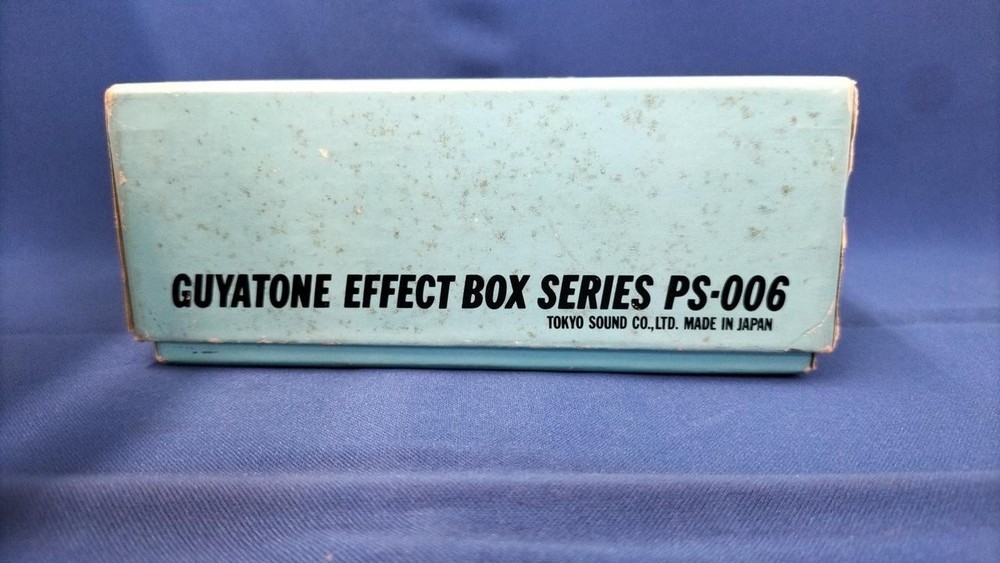 GUYATONE EFFECT BOX SERIES PS-006
TOKYO SOUND CO.,LTD. MADE IN JAPAN